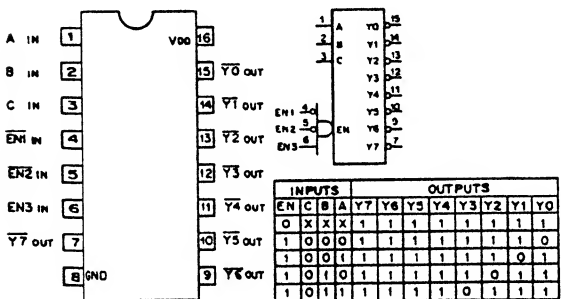 A IN 1
B IN 2
C IN 3
EN1 IN 4
EN2 IN 5
EN3 IN 6
Y7 OUT 7
8 GND
VDD 16
15 Y0 OUT
14 Y1 OUT
13 Y2 OUT
12 Y3 OUT
11 Y4 OUT
10 Y5 OUT
9 Y6 OUT
1 A Y0 15
2 B Y1 14
3 C Y2 13
Y3 12
Y4 11
EN1 4 Y5 10
EN2 5 EN Y6 9
EN3 6 Y7 7
INPUTS OUTPUTS
EN C B A Y7 Y6 Y5 Y4 Y3 Y2 Y1 Y0
0 X X X 1 1 1 1 1 1 1 1
1 0 0 0 1 1 1 1 1 1 1 0
1 0 0 1 1 1 1 1 1 1 0 1
1 0 1 0 1 1 1 1 1 0 1 1
1 0 1 1 1 1 1 1 0 1 1 1